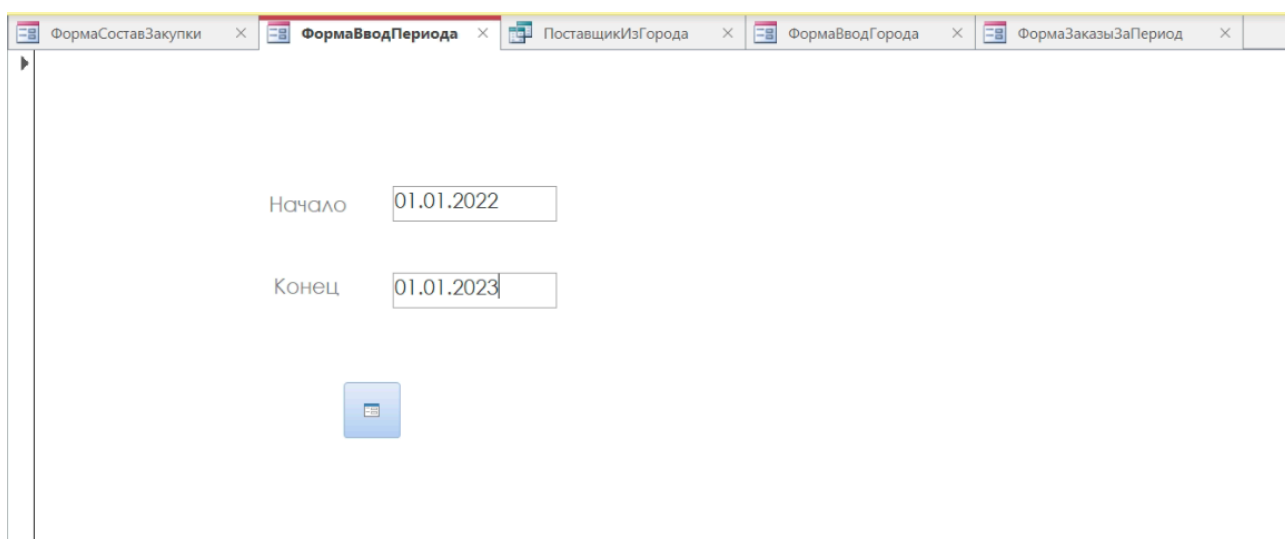 ФормаСоставЗакупки ФормаВводПериода ПоставщикИзГорода ФормаВводГорода ФормаЗаказыЗаПериод
Начало 01.01.2022
Конец 01.01.2023